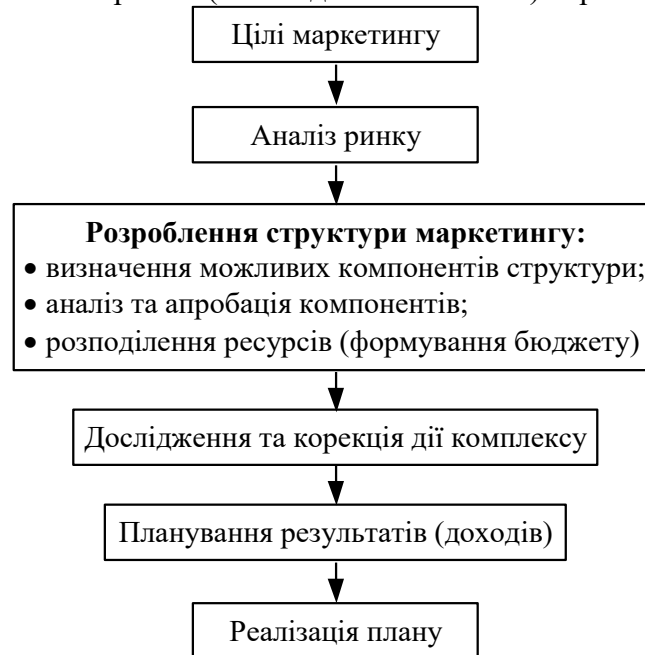 Цілі маркетингу
Аналіз ринку
Розроблення структури маркетингу:
• визначення можливих компонентів структури;
• аналіз та апробація компонентів;
• розподілення ресурсів (формування бюджету)
Дослідження та корекція дії комплексу
Планування результатів (доходів)
Реалізація плану